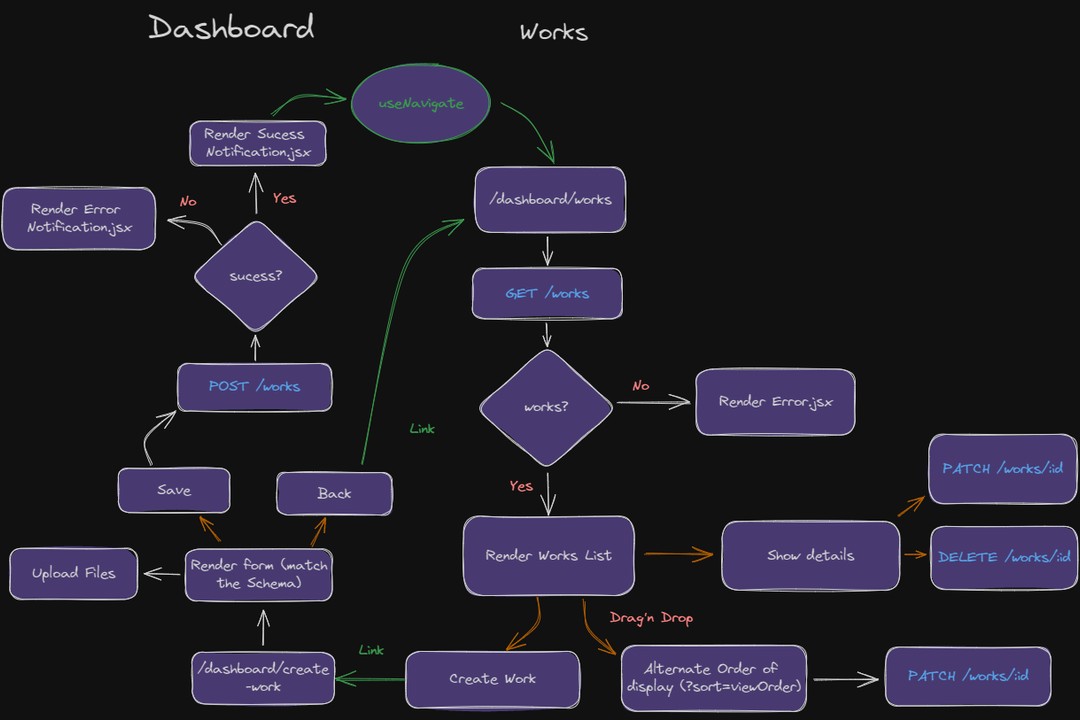 Dashboard
Works
useNavigate
Render Sucess
Notification.jsx
No
Yes
Render Error
Notification.jsx
/dashboard/works
sucess?
GET /works
POST /works
works?
No
Render Error.jsx
Link
Yes
PATCH /works/:id
Save
Back
Render Works List
Show details
DELETE /works/:id
Upload Files
Render form (match
the Schema)
Drag'n Drop
Link
/dashboard/create
-work
Create Work
Alternate Order of
display (?sort=viewOrder)
PATCH /works/:id